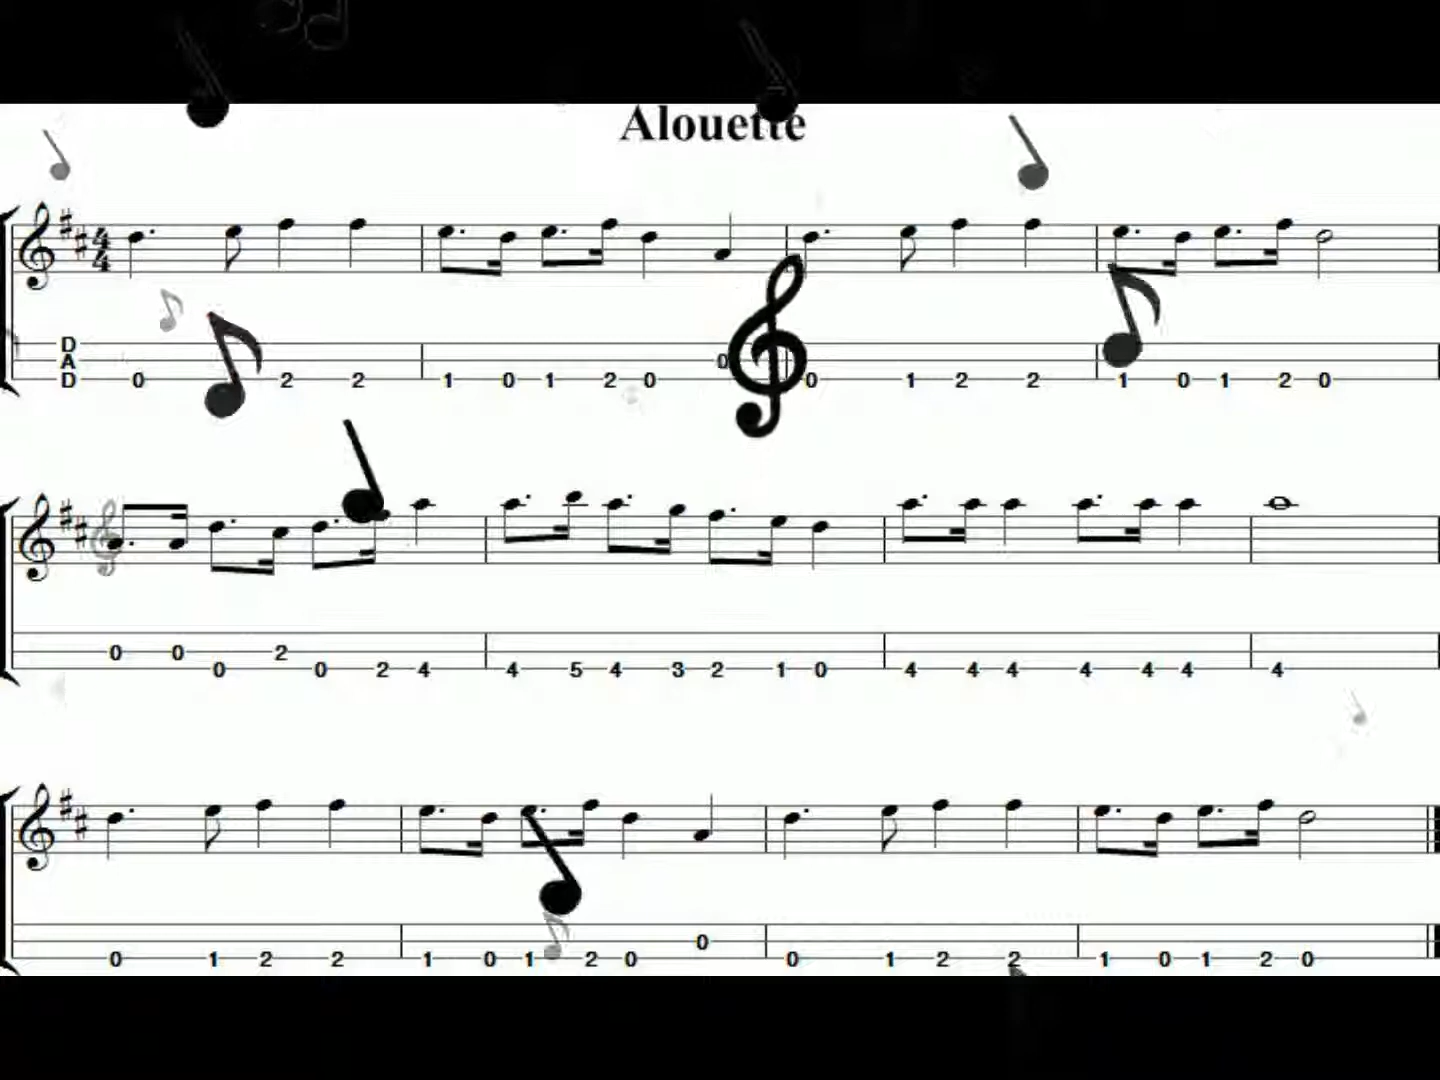 Alouette
4
4
D
A 0
D 0 2 2 1 0 1 2 0 0 1 2 2 1 0 1 2 0
0 0 2
0 0 2 4 4 5 4 3 2 1 0 4 4 4 4 4 4 4
0
0 1 2 2 1 0 1 2 0 0 1 2 2 1 0 1 2 0